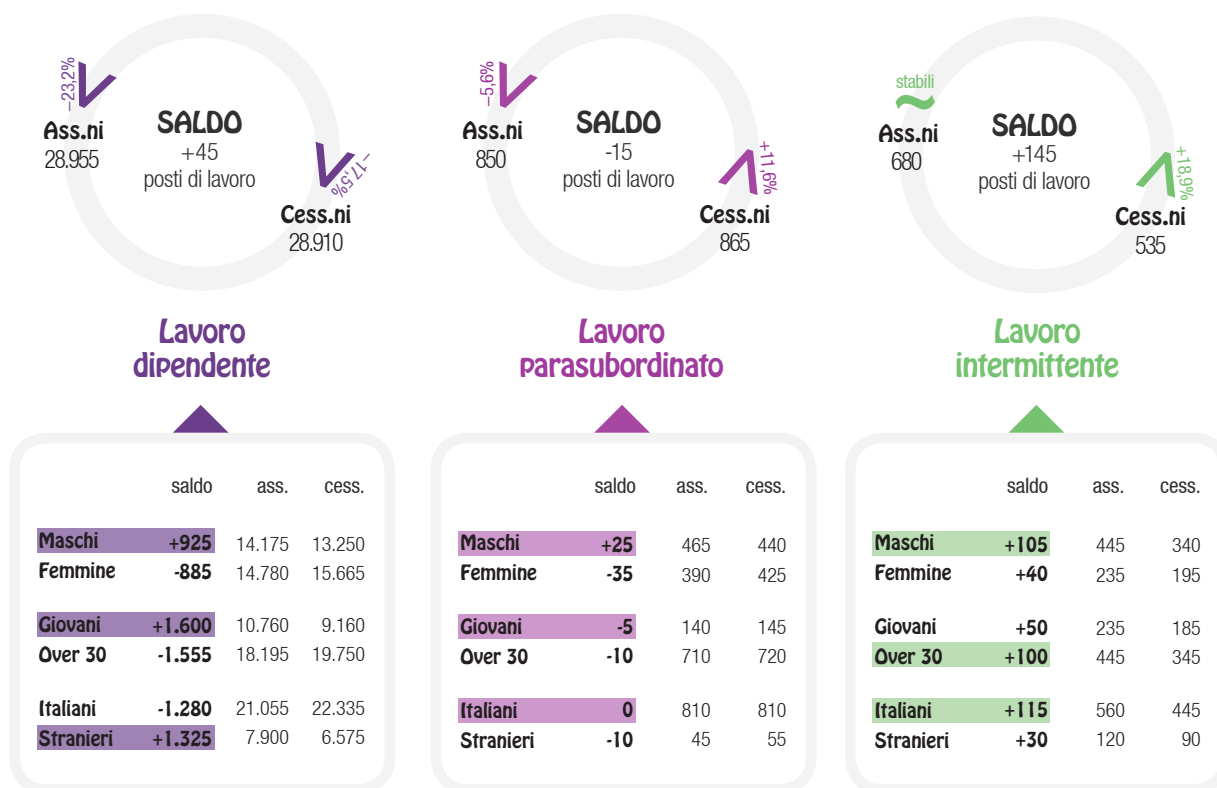 −23,2%
Ass.ni
28.955
SALDO
+45
posti di lavoro
−17,5%
Cess.ni
28.910
Lavoro
dipendente
saldo ass. cess.
Maschi +925 14.175 13.250
Femmine -885 14.780 15.665
Giovani +1.600 10.760 9.160
Over 30 -1.555 18.195 19.750
Italiani -1.280 21.055 22.335
Stranieri +1.325 7.900 6.575
−5,6%
Ass.ni
850
SALDO
-15
posti di lavoro
+11,6%
Cess.ni
865
Lavoro
parasubordinato
saldo ass. cess.
Maschi +25 465 440
Femmine -35 390 425
Giovani -5 140 145
Over 30 -10 710 720
Italiani 0 810 810
Stranieri -10 45 55
stabili
Ass.ni
680
SALDO
+145
posti di lavoro
+18,9%
Cess.ni
535
Lavoro
intermittente
saldo ass. cess.
Maschi +105 445 340
Femmine +40 235 195
Giovani +50 235 185
Over 30 +100 445 345
Italiani +115 560 445
Stranieri +30 120 90